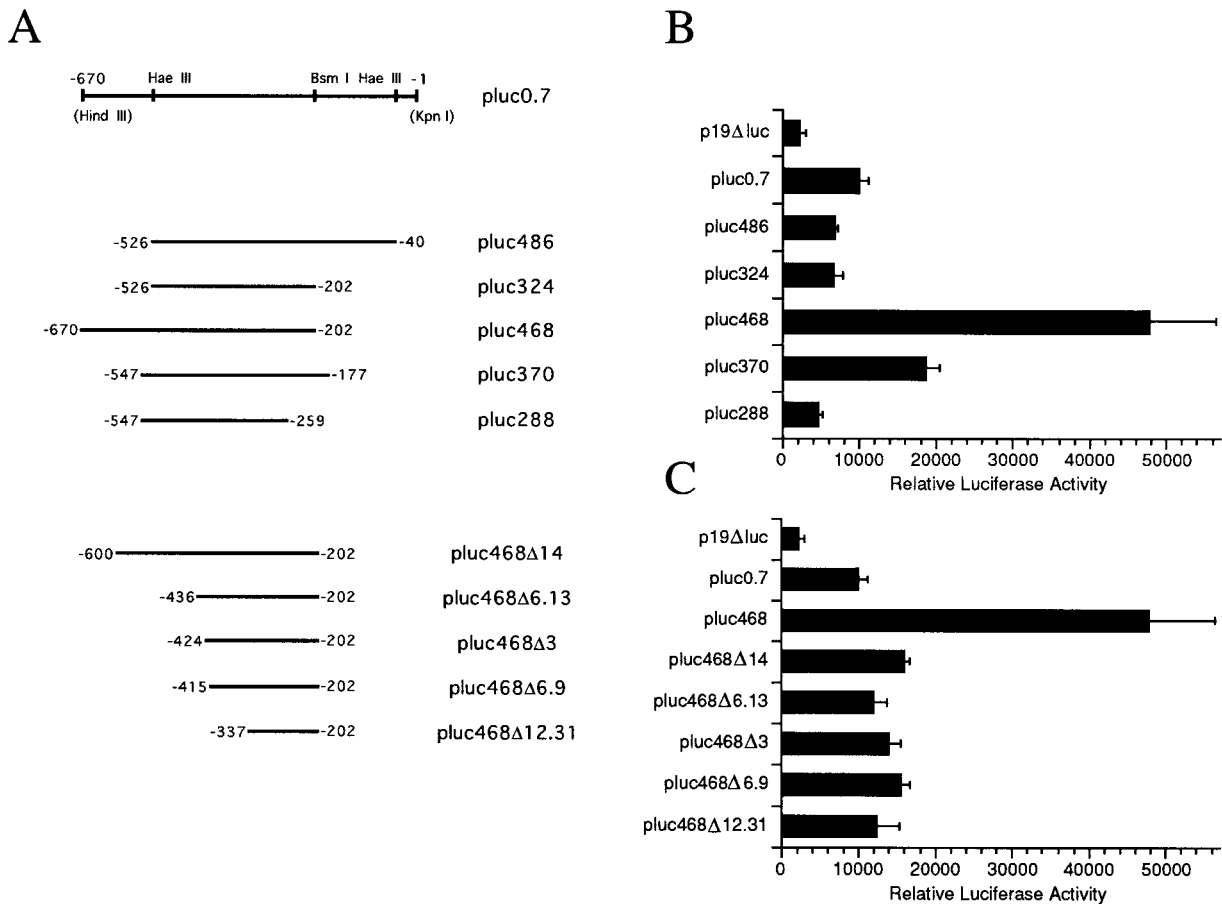 A
-670 Hae III Bsm I Hae III -1
pluc0.7
(Hind III) (Kpn I)
-526 -40 pluc486
-526 -202 pluc324
-670 -202 pluc468
-547 -177 pluc370
-547 -259 pluc288
-600 -202 pluc468Δ14
-436 -202 pluc468Δ6.13
-424 -202 pluc468Δ3
-415 -202 pluc468Δ6.9
-337 -202 pluc468Δ12.31
B
p19Δluc
pluc0.7
pluc486
pluc324
pluc468
pluc370
pluc288
0 10000 20000 30000 40000 50000
Relative Luciferase Activity
C
p19Δluc
pluc0.7
pluc468
pluc468Δ14
pluc468Δ6.13
pluc468Δ3
pluc468Δ6.9
pluc468Δ12.31
0 10000 20000 30000 40000 50000
Relative Luciferase Activity